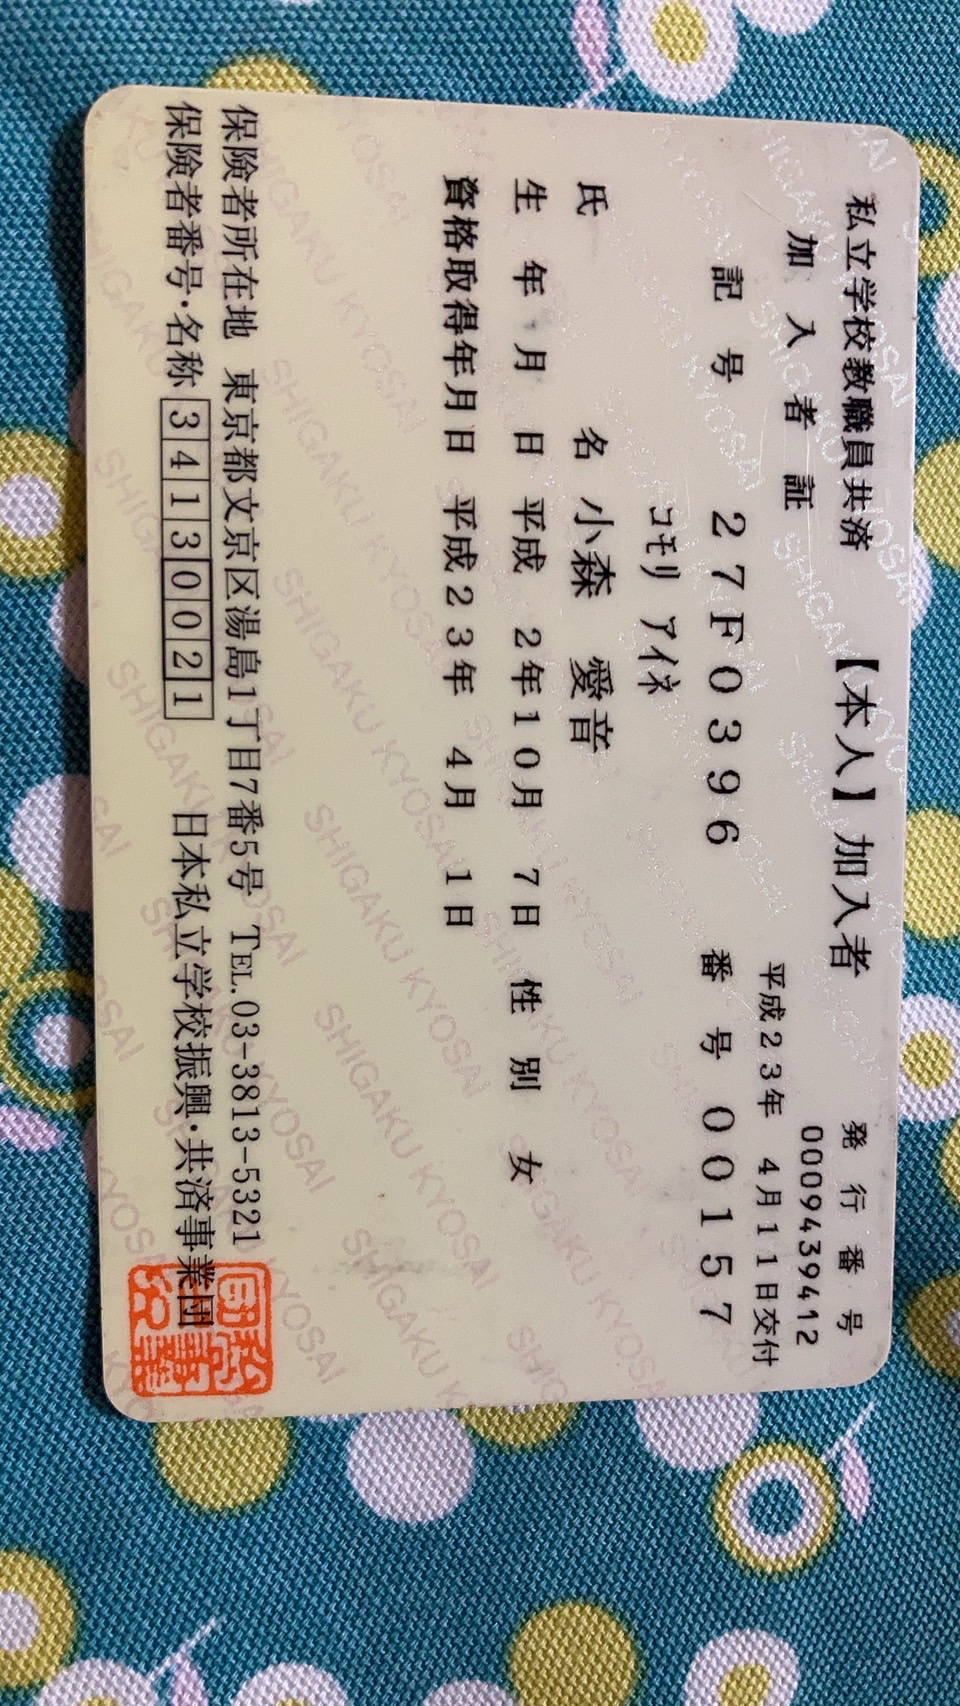 私立学校教職員共済 【本人】加入者 発行番号
加入者証 00094394​12
平成23年 4月11日交付
記号 27F0396 番号 00157
コモリ アイネ
氏名 小森 愛音
生年月日 平成 2年10月 7日 性別 女
資格取得年月日 平成23年 4月 1日
保険者所在地 東京都文京区湯島1丁目7番5号 TEL.03-3813-5321
保険者番号・名称 34130021 日本私立学校振興・共済事業団
SHIGAKU KYOSAI